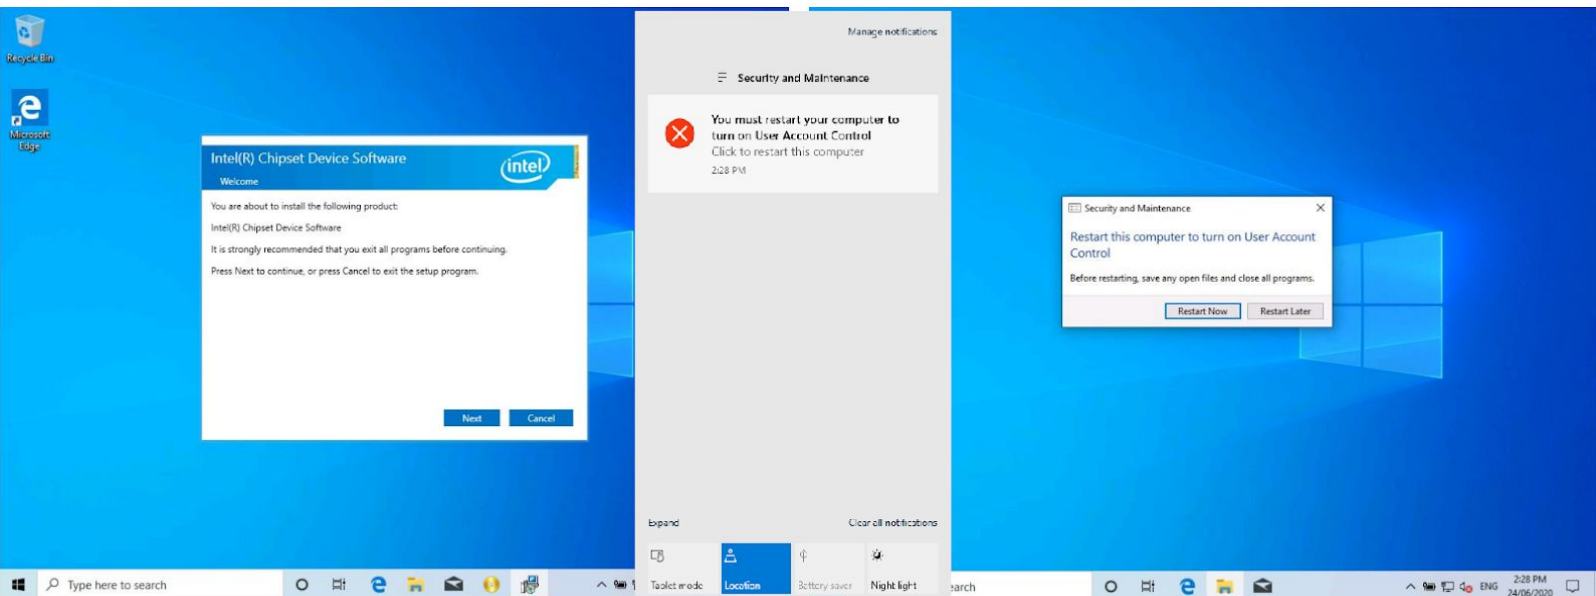 Recycle Bin
Microsoft
Edge
Intel(R) Chipset Device Software
Welcome
intel
You are about to install the following product:
Intel(R) Chipset Device Software
It is strongly recommended that you exit all programs before continuing.
Press Next to continue, or press Cancel to exit the setup program.
Next
Cancel
Type here to search
Manage notifications
Security and Maintenance
You must restart your computer to
turn on User Account Control
Click to restart this computer
2:28 PM
Expand
Clear all notifications
Tablet mode
Location
Battery saver
Night light
Security and Maintenance
Restart this computer to turn on User Account
Control
Before restarting, save any open files and close all programs.
Restart Now
Restart Later
earch
ENG
2:28 PM
24/06/2020